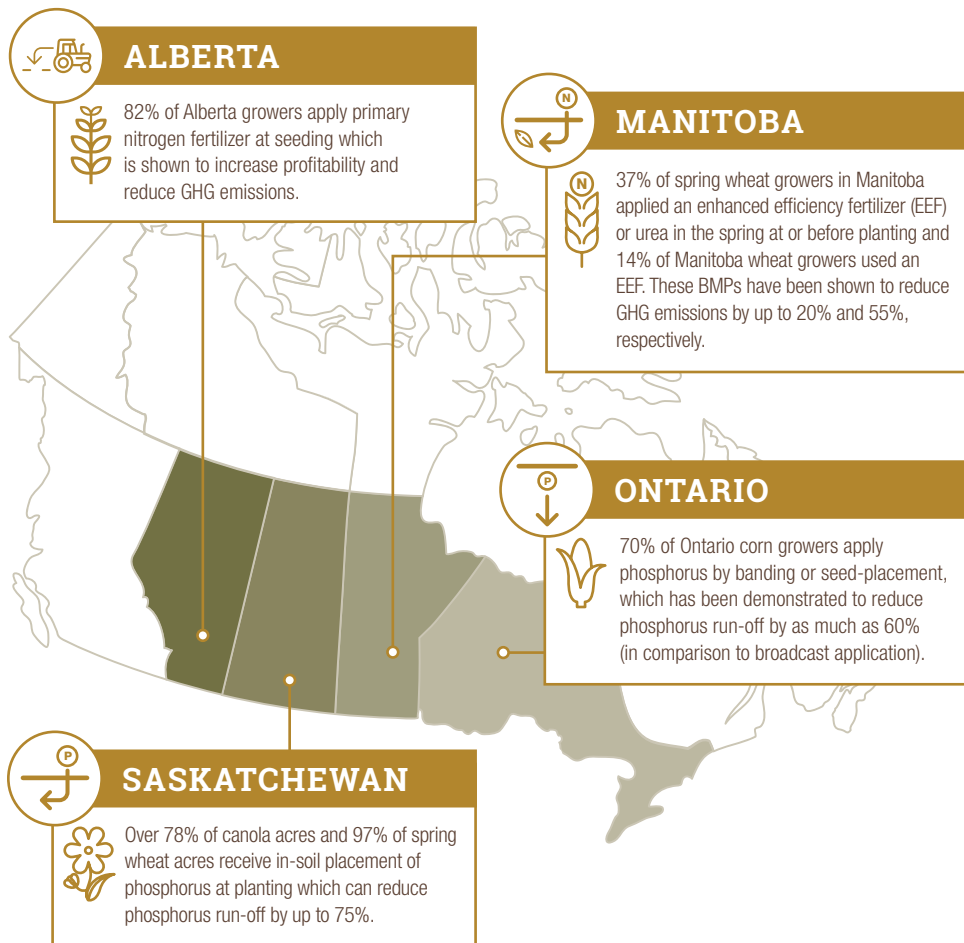 ALBERTA
82% of Alberta growers apply primary
nitrogen fertilizer at seeding which
is shown to increase profitability and
reduce GHG emissions.
N
MANITOBA
N
37% of spring wheat growers in Manitoba
applied an enhanced efficiency fertilizer (EEF)
or urea in the spring at or before planting and
14% of Manitoba wheat growers used an
EEF. These BMPs have been shown to reduce
GHG emissions by up to 20% and 55%,
respectively.
P
ONTARIO
70% of Ontario corn growers apply
phosphorus by banding or seed-placement,
which has been demonstrated to reduce
phosphorus run-off by as much as 60%
(in comparison to broadcast application).
P
SASKATCHEWAN
Over 78% of canola acres and 97% of spring
wheat acres receive in-soil placement of
phosphorus at planting which can reduce
phosphorus run-off by up to 75%.